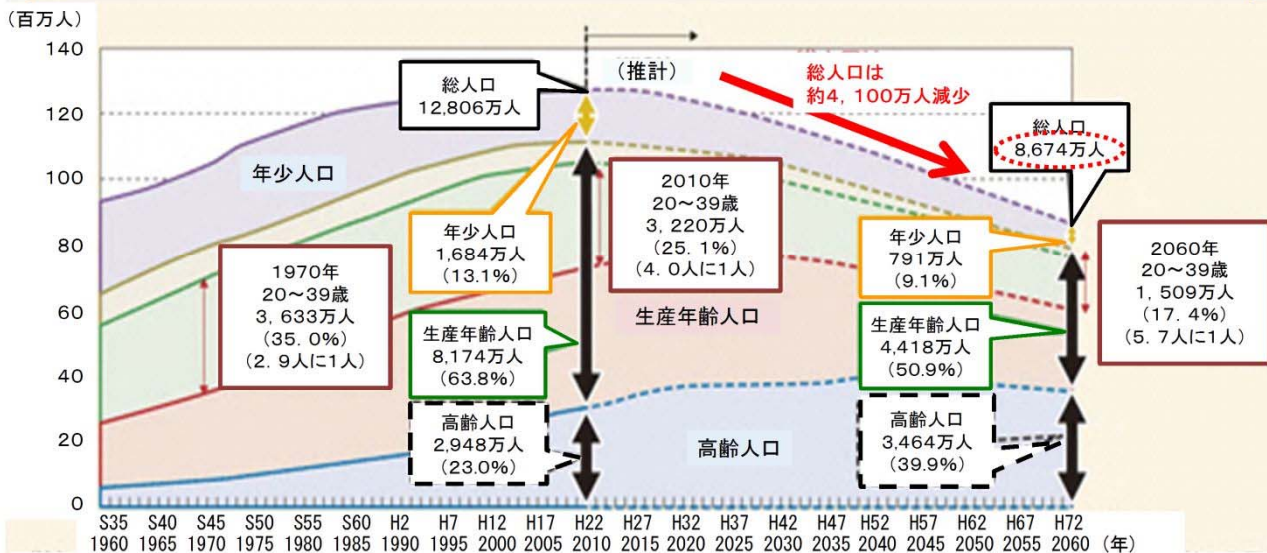 (百万人)
140
120
100
80
60
40
20
0
総人口
12,806万人
(推計)
総人口は
約4,100万人減少
総人口
8,674万人
年少人口
1970年
20~39歳
3,633万人
(35.0%)
(2.9人に1人)
年少人口
1,684万人
(13.1%)
生産年齢人口
8,174万人
(63.8%)
高齢人口
2,948万人
(23.0%)
2010年
20~39歳
3,220万人
(25.1%)
(4.0人に1人)
生産年齢人口
高齢人口
年少人口
791万人
(9.1%)
生産年齢人口
4,418万人
(50.9%)
高齢人口
3,464万人
(39.9%)
2060年
20~39歳
1,509万人
(17.4%)
(5.7人に1人)
S35 S40 S45 S50 S55 S60 H2 H7 H12 H17 H22 H27 H32 H37 H42 H47 H52 H57 H62 H67 H72
1960 1965 1970 1975 1980 1985 1990 1995 2000 2005 2010 2015 2020 2025 2030 2035 2040 2045 2050 2055 2060 (年)